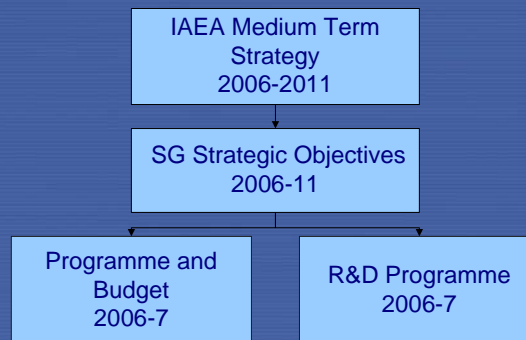 IAEA Medium Term
Strategy
2006-2011
SG Strategic Objectives
2006-11
Programme and
Budget
2006-7
R&D Programme
2006-7